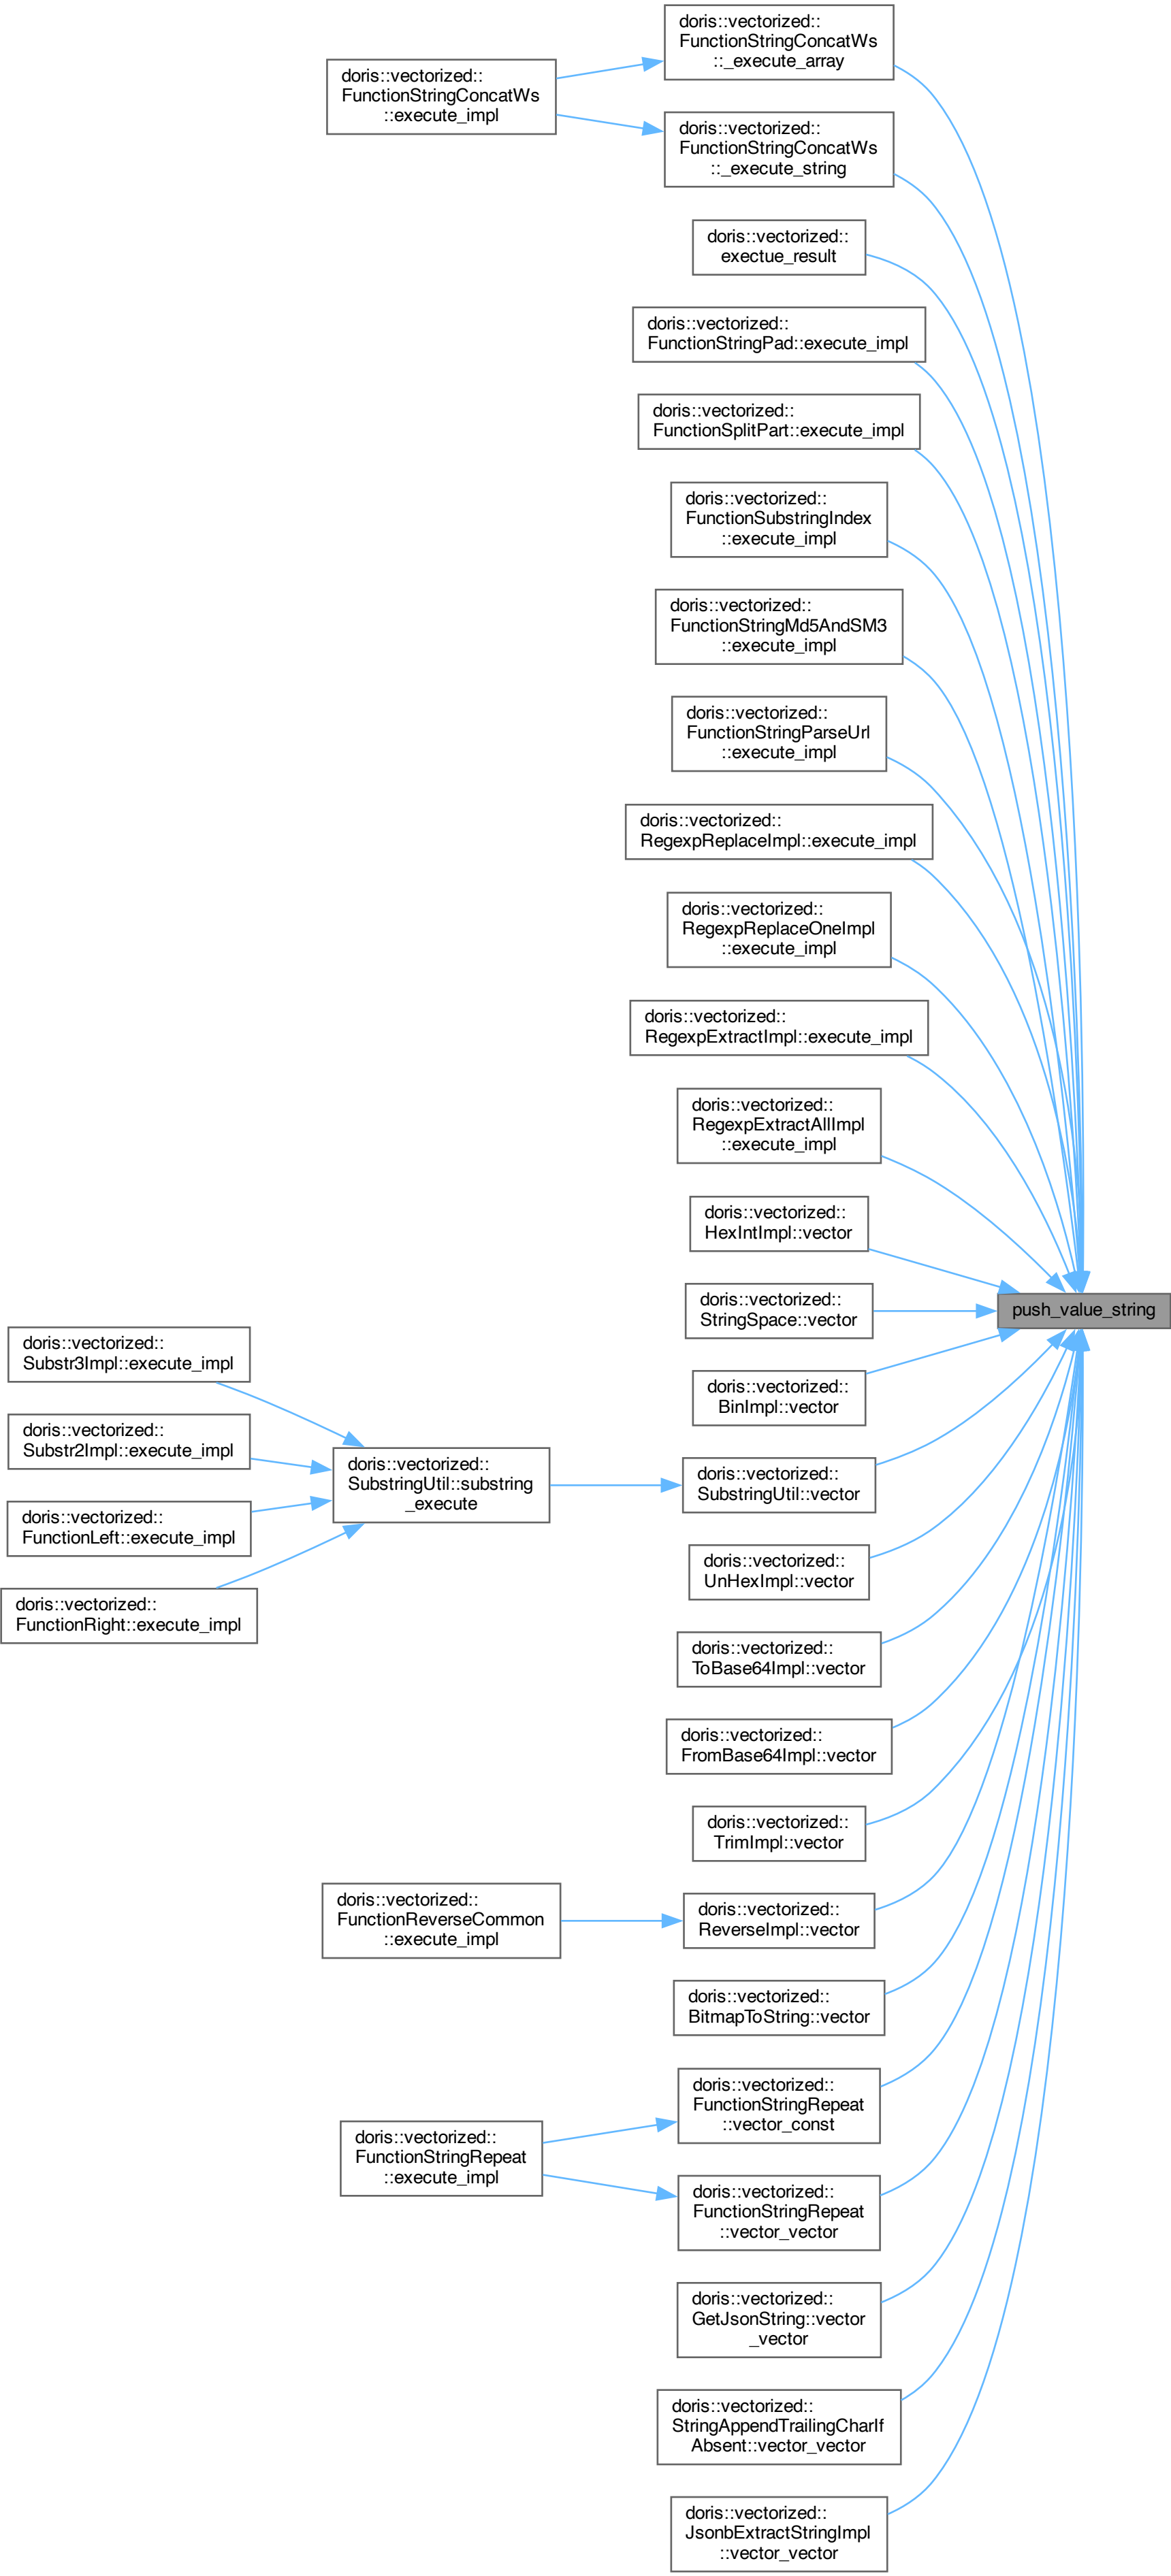 doris::vectorized::
FunctionStringConcatWs
::_execute_array
doris::vectorized::
FunctionStringConcatWs
::execute_impl
doris::vectorized::
FunctionStringConcatWs
::_execute_string
doris::vectorized::
exectue_result
doris::vectorized::
FunctionStringPad::execute_impl
doris::vectorized::
FunctionSplitPart::execute_impl
doris::vectorized::
FunctionSubstringIndex
::execute_impl
doris::vectorized::
FunctionStringMd5AndSM3
::execute_impl
doris::vectorized::
FunctionStringParseUrl
::execute_impl
doris::vectorized::
RegexpReplaceImpl::execute_impl
doris::vectorized::
RegexpReplaceOneImpl
::execute_impl
doris::vectorized::
RegexpExtractImpl::execute_impl
doris::vectorized::
RegexpExtractAllImpl
::execute_impl
doris::vectorized::
HexIntImpl::vector
doris::vectorized::
StringSpace::vector
push_value_string
doris::vectorized::
BinImpl::vector
doris::vectorized::
Substr3Impl::execute_impl
doris::vectorized::
Substr2Impl::execute_impl
doris::vectorized::
FunctionLeft::execute_impl
doris::vectorized::
FunctionRight::execute_impl
doris::vectorized::
SubstringUtil::substring
_execute
doris::vectorized::
SubstringUtil::vector
doris::vectorized::
UnHexImpl::vector
doris::vectorized::
ToBase64Impl::vector
doris::vectorized::
FromBase64Impl::vector
doris::vectorized::
TrimImpl::vector
doris::vectorized::
FunctionReverseCommon
::execute_impl
doris::vectorized::
ReverseImpl::vector
doris::vectorized::
BitmapToString::vector
doris::vectorized::
FunctionStringRepeat
::vector_const
doris::vectorized::
FunctionStringRepeat
::execute_impl
doris::vectorized::
FunctionStringRepeat
::vector_vector
doris::vectorized::
GetJsonString::vector
_vector
doris::vectorized::
StringAppendTrailingCharIf
Absent::vector_vector
doris::vectorized::
JsonbExtractStringImpl
::vector_vector